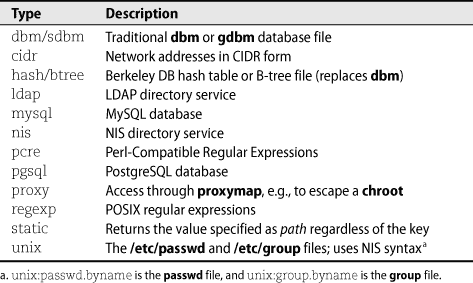 Type Description
dbm/sdbm Traditional dbm or gdbm database file
cidr Network addresses in CIDR form
hash/btree Berkeley DB hash table or B-tree file (replaces dbm)
ldap LDAP directory service
mysql MySQL database
nis NIS directory service
pcre Perl-Compatible Regular Expressions
pgsql PostgreSQL database
proxy Access through proxymap, e.g., to escape a chroot
regexp POSIX regular expressions
static Returns the value specified as path regardless of the key
unix The /etc/passwd and /etc/group files; uses NIS syntaxa
a. unix:passwd.byname is the passwd file, and unix:group.byname is the group file.